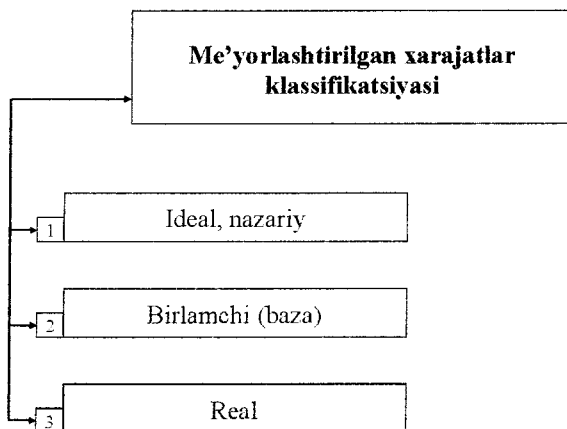 Me’yorlashtirilgan xarajatlar
klassifikatsiyasi
1 Ideal, nazariy
2 Birlamchi (baza)
3 Real